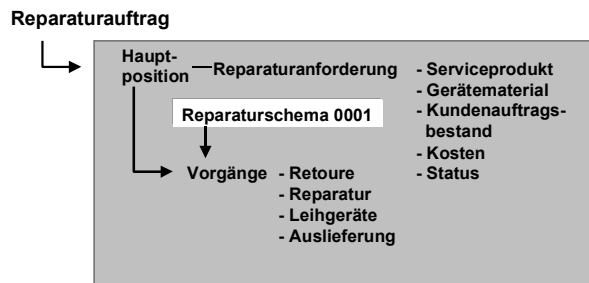 Reparaturauftrag
Haupt-
position
Reparaturanforderung
- Serviceprodukt
- Gerätematerial
- Kundenauftrags-
bestand
- Kosten
- Status
Reparaturschema 0001
Vorgänge
- Retoure
- Reparatur
- Leihgeräte
- Auslieferung